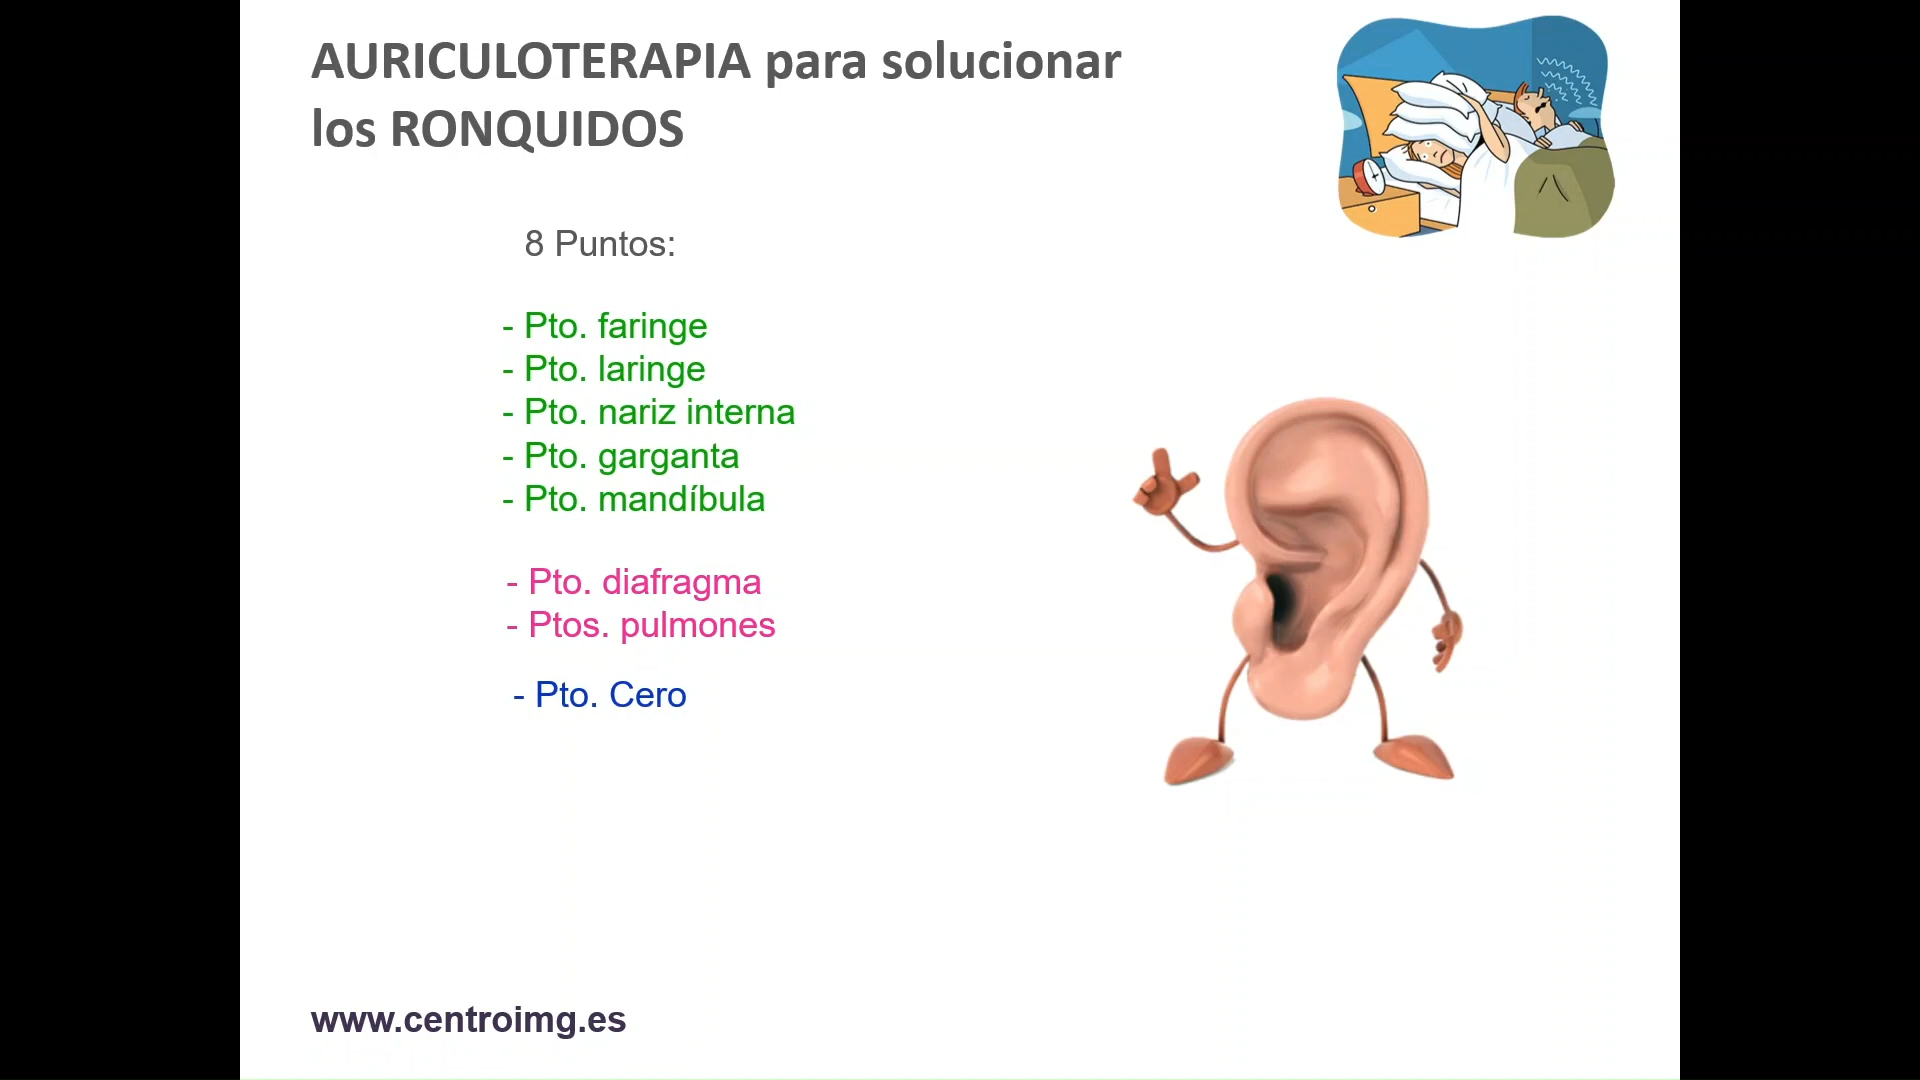 AURICULOTERAPIA para solucionar
los RONQUIDOS
8 Puntos:
- Pto. faringe
- Pto. laringe
- Pto. nariz interna
- Pto. garganta
- Pto. mandíbula
- Pto. diafragma
- Ptos. pulmones
- Pto. Cero
www.centroimg.es